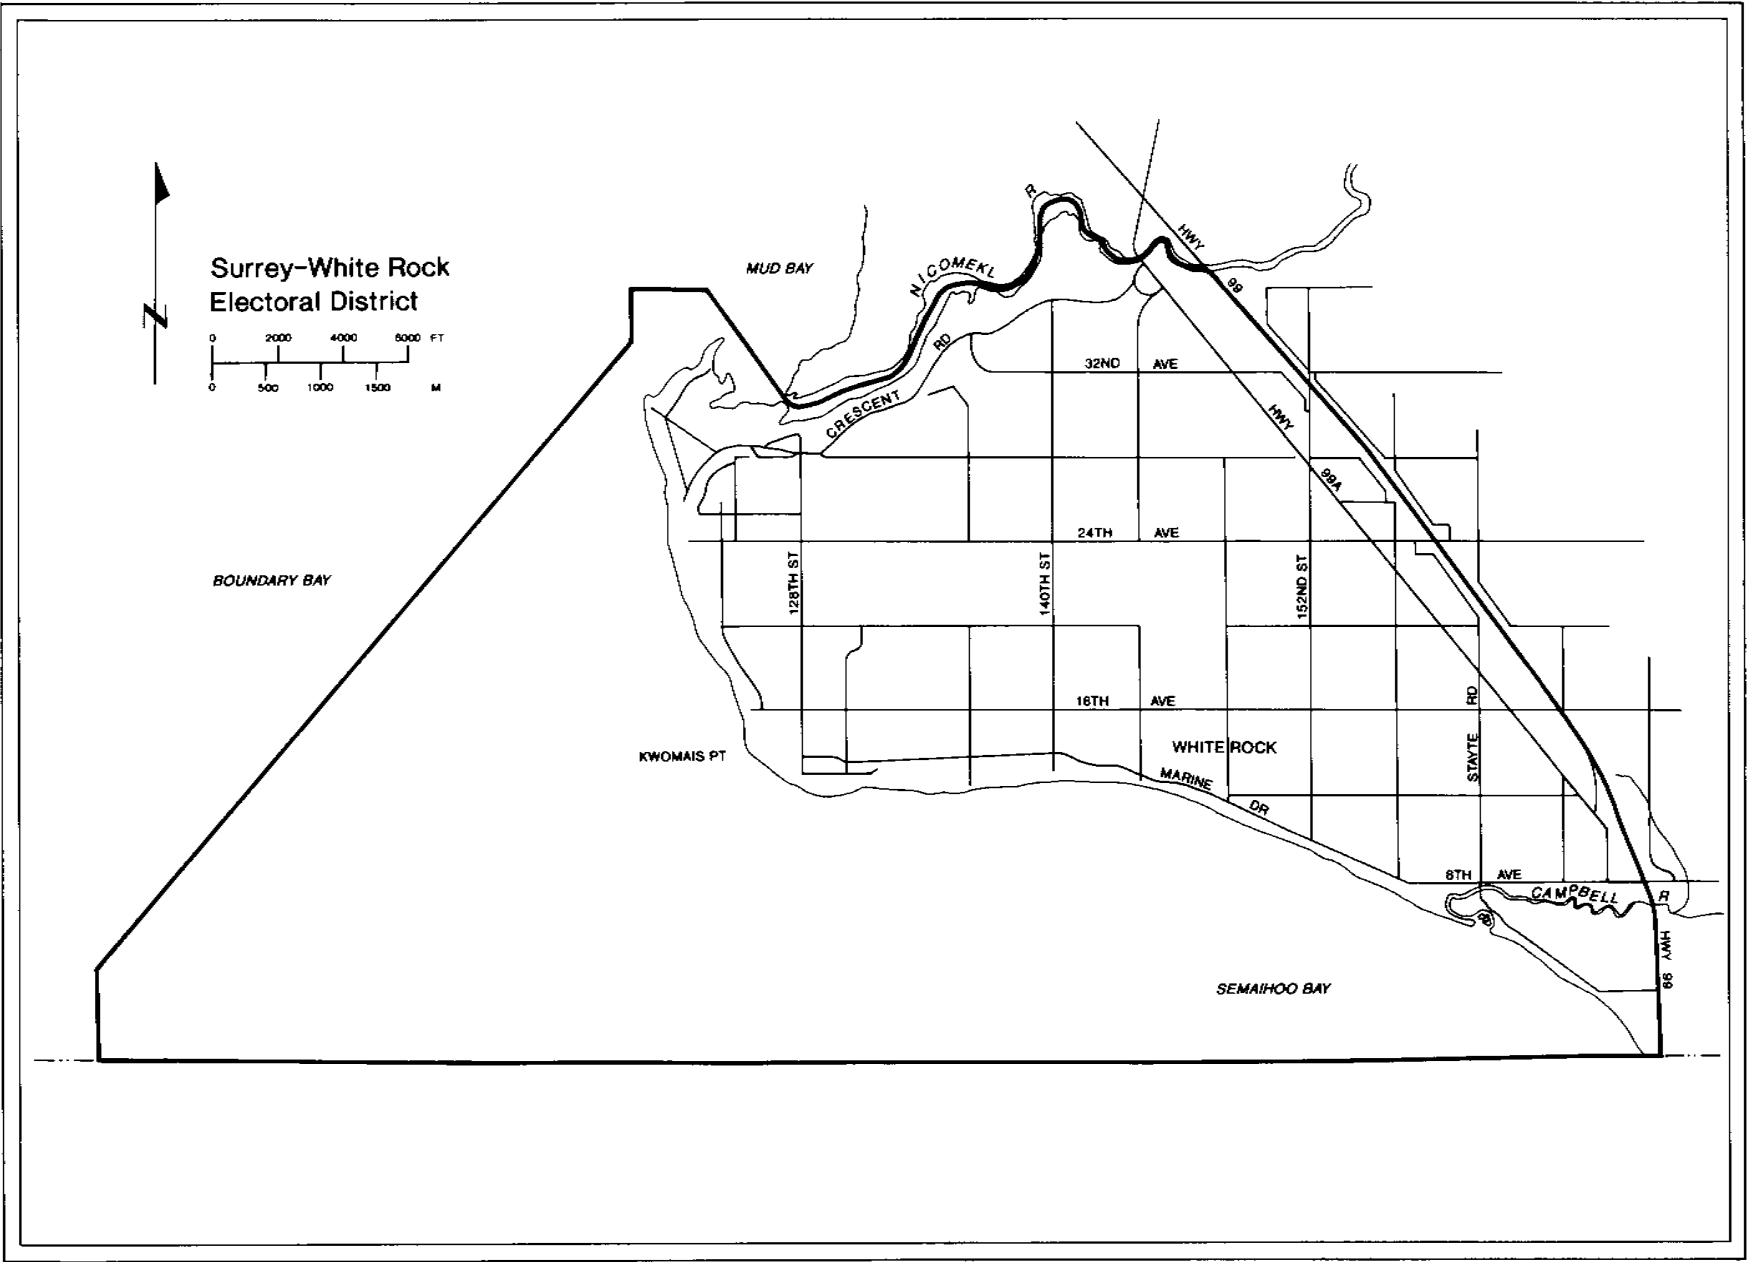 R
HWY
MUD BAY
Surrey-White Rock
Electoral District
NICOMEKL
99
0 2000 4000 6000 FT
0 500 1000 1500 M
RD
32ND AVE
CRESCENT
HWY
99A
24TH AVE
BOUNDARY BAY
128TH ST
140TH ST
152ND ST
16TH AVE
RD
STAYTE
WHITE ROCK
KWOMAIS PT
MARINE
DR
8TH AVE
CAMPBELL R
HWY 99
SEMAIHOO BAY